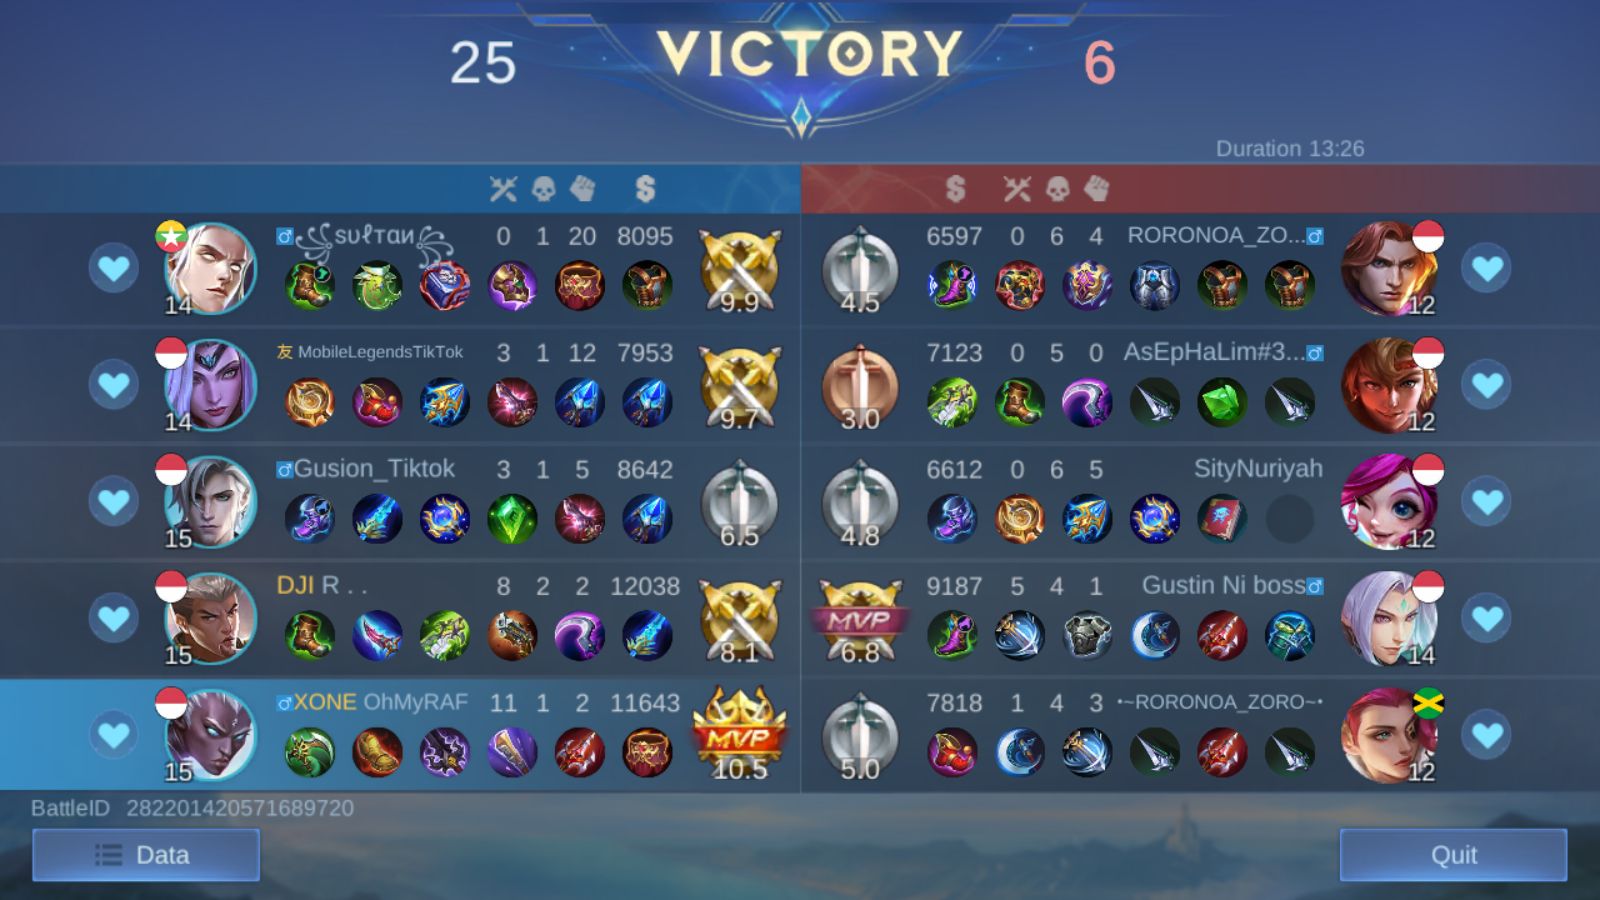 25 VICTORY 6
Duration 13:26
sυℓταи 0 1 20 8095
14 9.9
6597 0 6 4 RORONOA_ZO...
4.5 12
友 MobileLegendsTikTok 3 1 12 7953
14 9.7
7123 0 5 0 AsEpHaLim#3...
3.0 12
Gusion_Tiktok 3 1 5 8642
15 6.5
6612 0 6 5 SityNuriyah
4.8 12
DJI R . . 8 2 2 12038
15 8.1
9187 5 4 1 Gustin Ni boss
MVP
6.8 14
XONE OhMyRAF 11 1 2 11643
MVP
15 10.5
7818 1 4 3 •~RORONOA_ZORO~•
5.0 12
BattleID 282201420571689720
Data
Quit